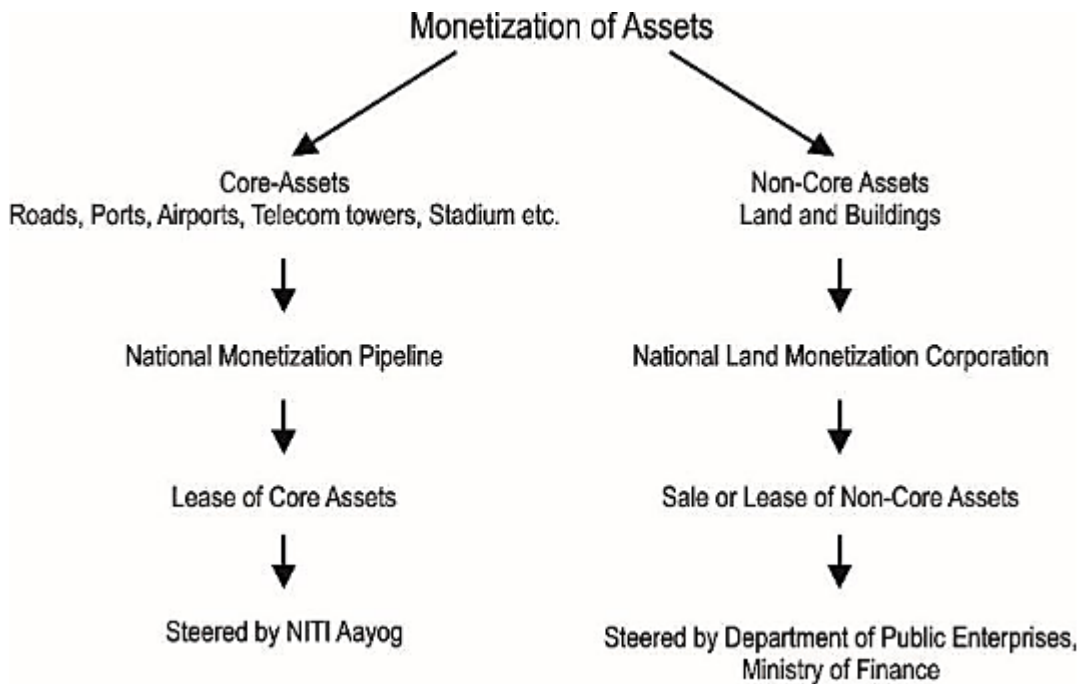 Monetization of Assets
Core-Assets
Roads, Ports, Airports, Telecom towers, Stadium etc.
National Monetization Pipeline
Lease of Core Assets
Steered by NITI Aayog
Non-Core Assets
Land and Buildings
National Land Monetization Corporation
Sale or Lease of Non-Core Assets
Steered by Department of Public Enterprises,
Ministry of Finance